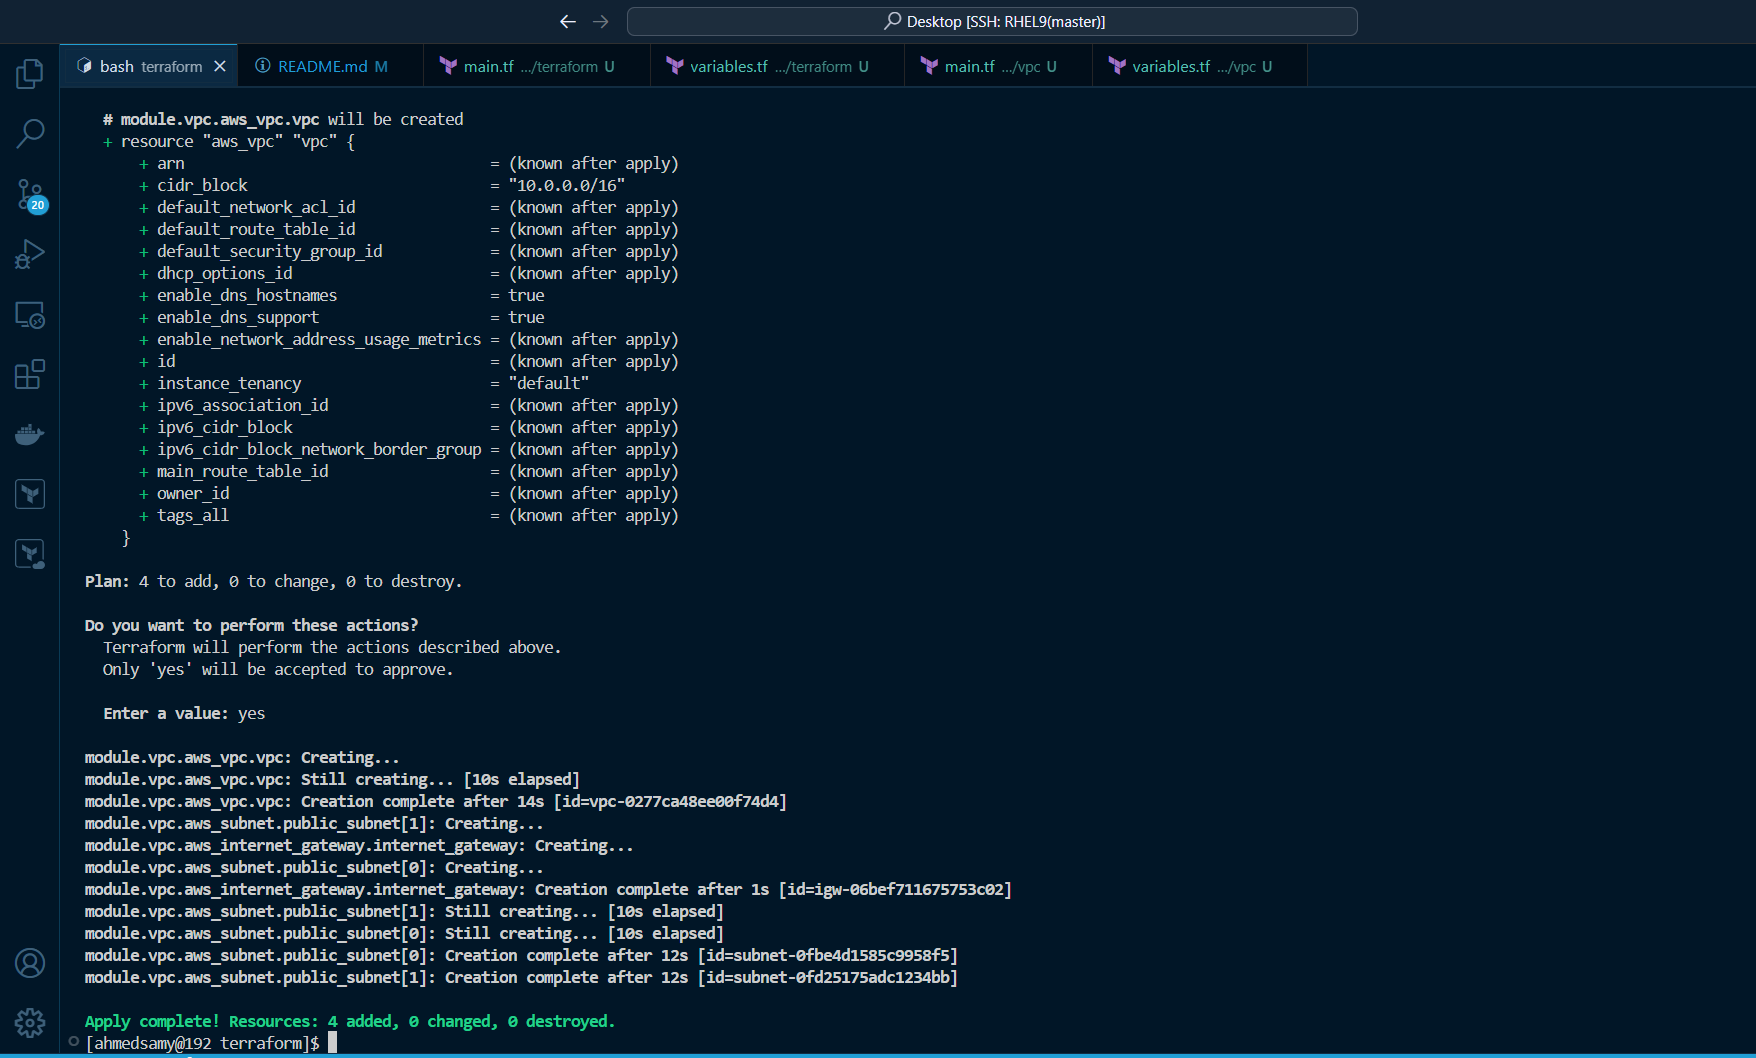 Desktop [SSH: RHEL9(master)]
bash terraform
README.md M
main.tf .../terraform U
variables.tf .../terraform U
main.tf .../vpc U
variables.tf .../vpc U
20
# module.vpc.aws_vpc.vpc will be created
+ resource "aws_vpc" "vpc" {
+ arn = (known after apply)
+ cidr_block = "10.0.0.0/16"
+ default_network_acl_id = (known after apply)
+ default_route_table_id = (known after apply)
+ default_security_group_id = (known after apply)
+ dhcp_options_id = (known after apply)
+ enable_dns_hostnames = true
+ enable_dns_support = true
+ enable_network_address_usage_metrics = (known after apply)
+ id = (known after apply)
+ instance_tenancy = "default"
+ ipv6_association_id = (known after apply)
+ ipv6_cidr_block = (known after apply)
+ ipv6_cidr_block_network_border_group = (known after apply)
+ main_route_table_id = (known after apply)
+ owner_id = (known after apply)
+ tags_all = (known after apply)
}
Plan: 4 to add, 0 to change, 0 to destroy.
Do you want to perform these actions?
Terraform will perform the actions described above.
Only 'yes' will be accepted to approve.
Enter a value: yes
module.vpc.aws_vpc.vpc: Creating...
module.vpc.aws_vpc.vpc: Still creating... [10s elapsed]
module.vpc.aws_vpc.vpc: Creation complete after 14s [id=vpc-0277ca48ee00f74d4]
module.vpc.aws_subnet.public_subnet[1]: Creating...
module.vpc.aws_internet_gateway.internet_gateway: Creating...
module.vpc.aws_subnet.public_subnet[0]: Creating...
module.vpc.aws_internet_gateway.internet_gateway: Creation complete after 1s [id=igw-06bef711675753c02]
module.vpc.aws_subnet.public_subnet[1]: Still creating... [10s elapsed]
module.vpc.aws_subnet.public_subnet[0]: Still creating... [10s elapsed]
module.vpc.aws_subnet.public_subnet[0]: Creation complete after 12s [id=subnet-0fbe4d1585c9958f5]
module.vpc.aws_subnet.public_subnet[1]: Creation complete after 12s [id=subnet-0fd25175adc1234bb]
Apply complete! Resources: 4 added, 0 changed, 0 destroyed.
[ahmedsamy@192 terraform]$